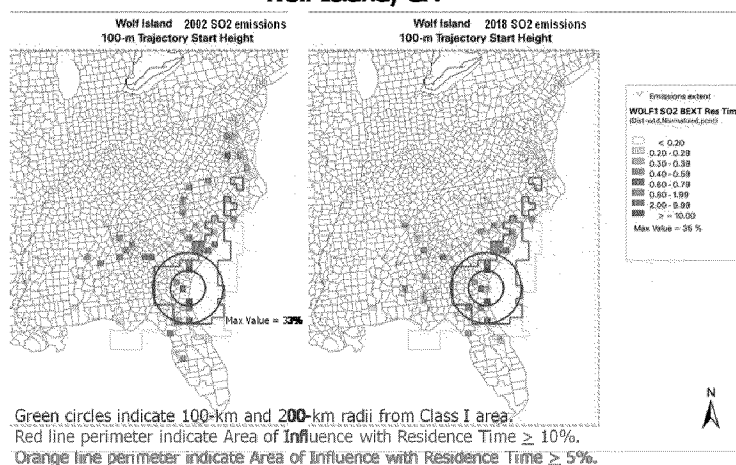 Wolf Island 2002 SO2 emissions
100-m Trajectory Start Height
Wolf Island 2018 SO2 emissions
100-m Trajectory Start Height
Max Value = 33%
Emissions extent
WOLF1 SO2 BEXT Res Tim
(Dist-wtd,Normalized,pcnt)
< 0.20
0.20 - 0.29
0.30 - 0.39
0.40 - 0.59
0.60 - 0.79
0.80 - 1.99
2.00 - 9.99
> = 10.00
Max Value = 35 %
N
Green circles indicate 100-km and 200-km radii from Class I area.
Red line perimeter indicate Area of Influence with Residence Time ≥ 10%.
Orange line perimeter indicate Area of Influence with Residence Time ≥ 5%.